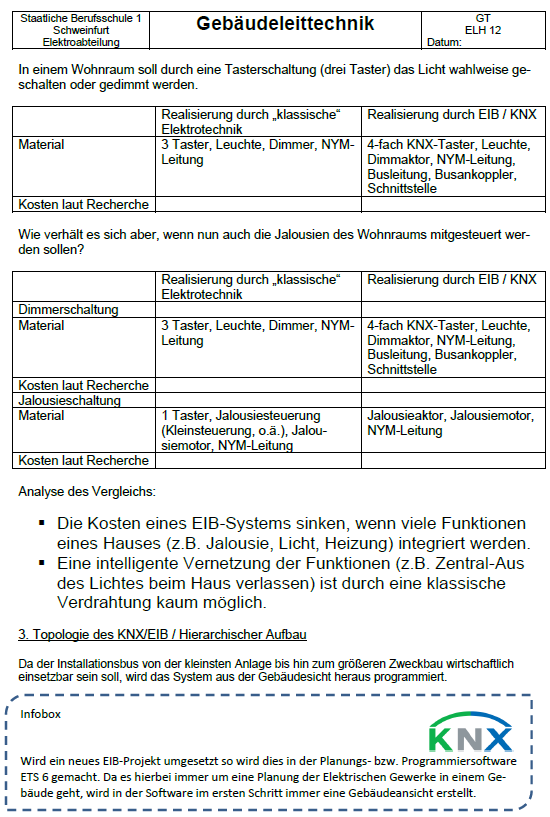 Staatliche Berufsschule 1
Schweinfurt
Elektroabteilung
Gebäudeleittechnik
GT
ELH 12
Datum:
In einem Wohnraum soll durch eine Tasterschaltung (drei Taster) das Licht wahlweise ge-
schalten oder gedimmt werden.
Realisierung durch „klassische“
Elektrotechnik
Realisierung durch EIB / KNX
Material
3 Taster, Leuchte, Dimmer, NYM-
Leitung
4-fach KNX-Taster, Leuchte,
Dimmaktor, NYM-Leitung,
Busleitung, Busankoppler,
Schnittstelle
Kosten laut Recherche
Wie verhält es sich aber, wenn nun auch die Jalousien des Wohnraums mitgesteuert wer-
den sollen?
Realisierung durch „klassische“
Elektrotechnik
Realisierung durch EIB / KNX
Dimmerschaltung
Material
3 Taster, Leuchte, Dimmer, NYM-
Leitung
4-fach KNX-Taster, Leuchte,
Dimmaktor, NYM-Leitung,
Busleitung, Busankoppler,
Schnittstelle
Kosten laut Recherche
Jalousieschaltung
Material
1 Taster, Jalousiesteuerung
(Kleinsteuerung, o.ä.), Jalou-
siemotor, NYM-Leitung
Jalousieaktor, Jalousiemotor,
NYM-Leitung
Kosten laut Recherche
Analyse des Vergleichs:
▪ Die Kosten eines EIB-Systems sinken, wenn viele Funktionen
eines Hauses (z.B. Jalousie, Licht, Heizung) integriert werden.
▪ Eine intelligente Vernetzung der Funktionen (z.B. Zentral-Aus
des Lichtes beim Haus verlassen) ist durch eine klassische
Verdrahtung kaum möglich.
3. Topologie des KNX/EIB / Hierarchischer Aufbau
Da der Installationsbus von der kleinsten Anlage bis hin zum größeren Zweckbau wirtschaftlich
einsetzbar sein soll, wird das System aus der Gebäudesicht heraus programmiert.
Infobox
KNX
Wird ein neues EIB-Projekt umgesetzt so wird dies in der Planungs- bzw. Programmiersoftware
ETS 6 gemacht. Da es hierbei immer um eine Planung der Elektrischen Gewerke in einem Ge-
bäude geht, wird in der Software im ersten Schritt immer eine Gebäudeansicht erstellt.